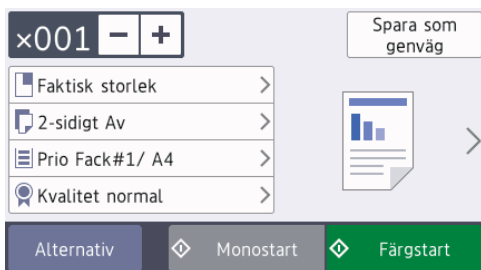 ×001 − +
Spara som
genväg
Faktisk storlek
2-sidigt Av
Prio Fack#1/ A4
Kvalitet normal
Alternativ
Monostart
Färgstart